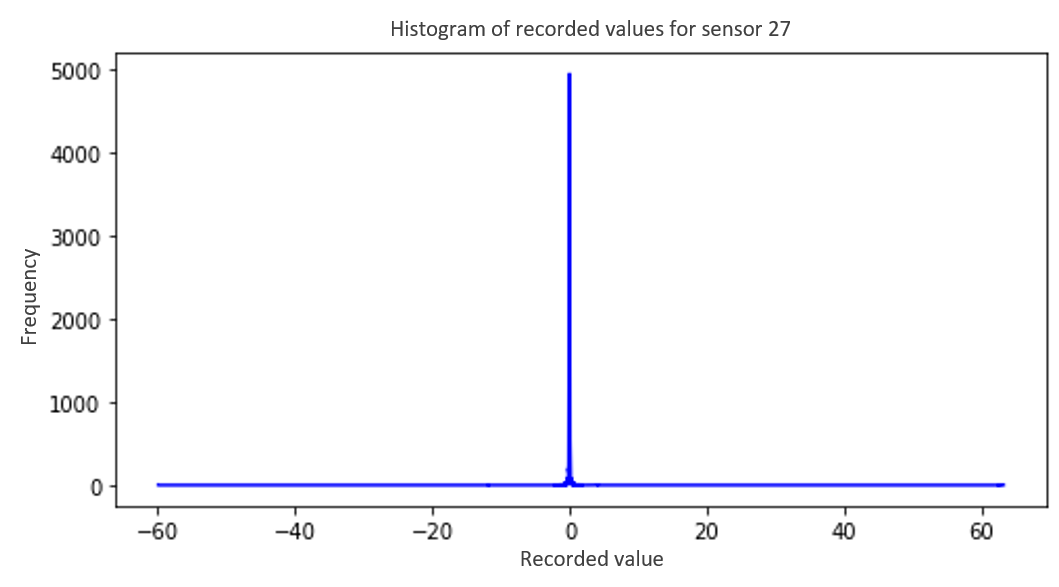 Histogram of recorded values for sensor 27
5000
4000
3000
2000
1000
0
Frequency
−60 −40 −20 0 20 40 60
Recorded value